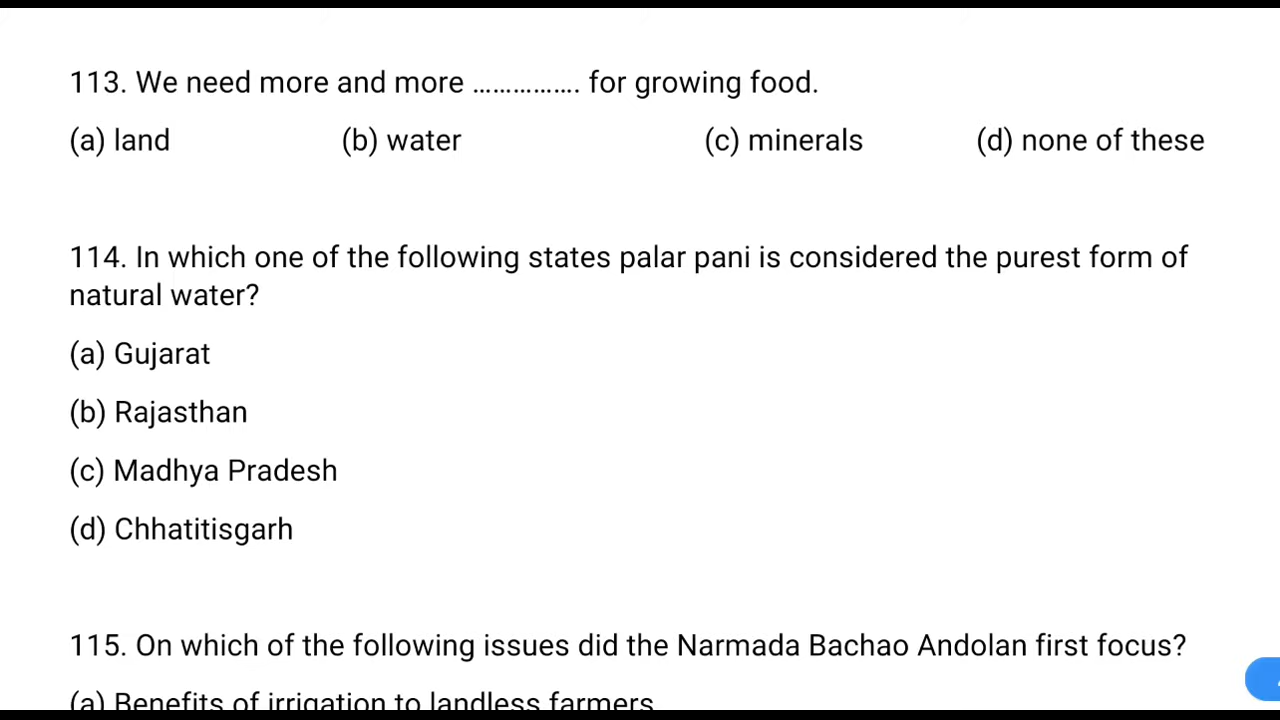 113. We need more and more ................ for growing food.
(a) land (b) water (c) minerals (d) none of these
114. In which one of the following states palar pani is considered the purest form of
natural water?
(a) Gujarat
(b) Rajasthan
(c) Madhya Pradesh
(d) Chhatitisgarh
115. On which of the following issues did the Narmada Bachao Andolan first focus?
(a) Benefits of irrigation to landless farmers